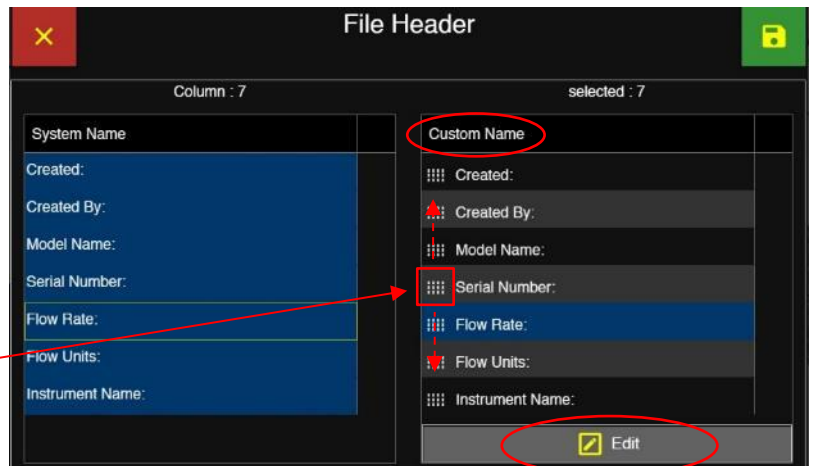 File Header
Column : 7
selected : 7
System Name
Created:
Created By:
Model Name:
Serial Number:
Flow Rate:
Flow Units:
Instrument Name:
Custom Name
Created:
Created By:
Model Name:
Serial Number:
Flow Rate:
Flow Units:
Instrument Name:
Edit